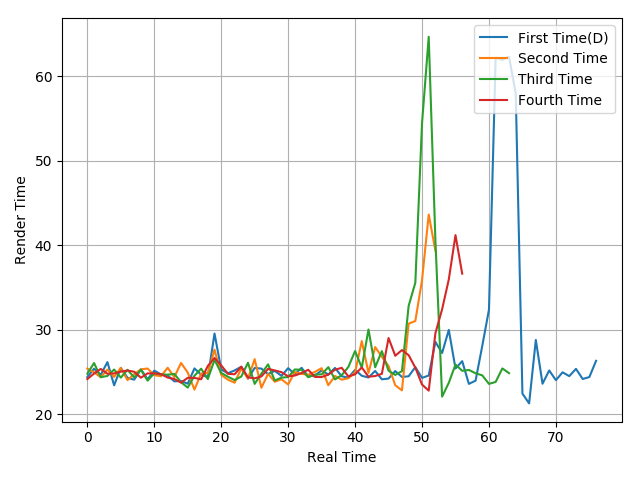 First Time(D)
Second Time
Third Time
Fourth Time
60
50
40
30
20
Render Time
0 10 20 30 40 50 60 70
Real Time